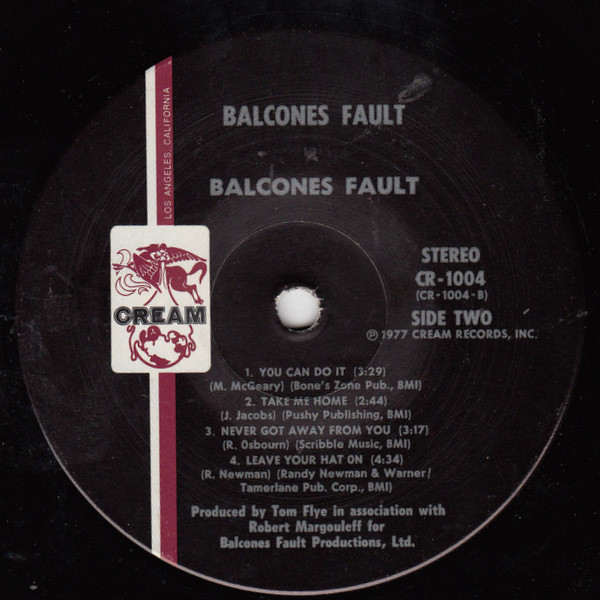 LOS ANGELES, CALIFORNIA
BALCONES FAULT
BALCONES FAULT
STEREO
CR-1004
(CR-1004-B)
SIDE TWO
℗ 1977 CREAM RECORDS, INC.
CREAM
1. YOU CAN DO IT (3:29)
(M. McGeary) (Bone's Zone Pub., BMI)
2. TAKE ME HOME (2:44)
(J. Jacobs) (Pushy Publishing, BMI)
3. NEVER GOT AWAY FROM YOU (3:17)
(R. Osbourn) (Scribble Music, BMI)
4. LEAVE YOUR HAT ON (4:34)
(R. Newman) (Randy Newman & Warner/
Tamerlane Pub. Corp., BMI)
Produced by Tom Flye in association with
Robert Margouleff for
Balcones Fault Productions, Ltd.